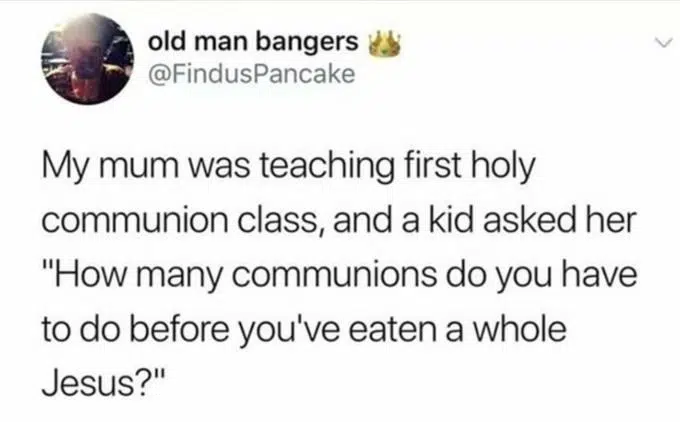 old man bangers 👑
@FindusPancake
My mum was teaching first holy
communion class, and a kid asked her
"How many communions do you have
to do before you've eaten a whole
Jesus?"